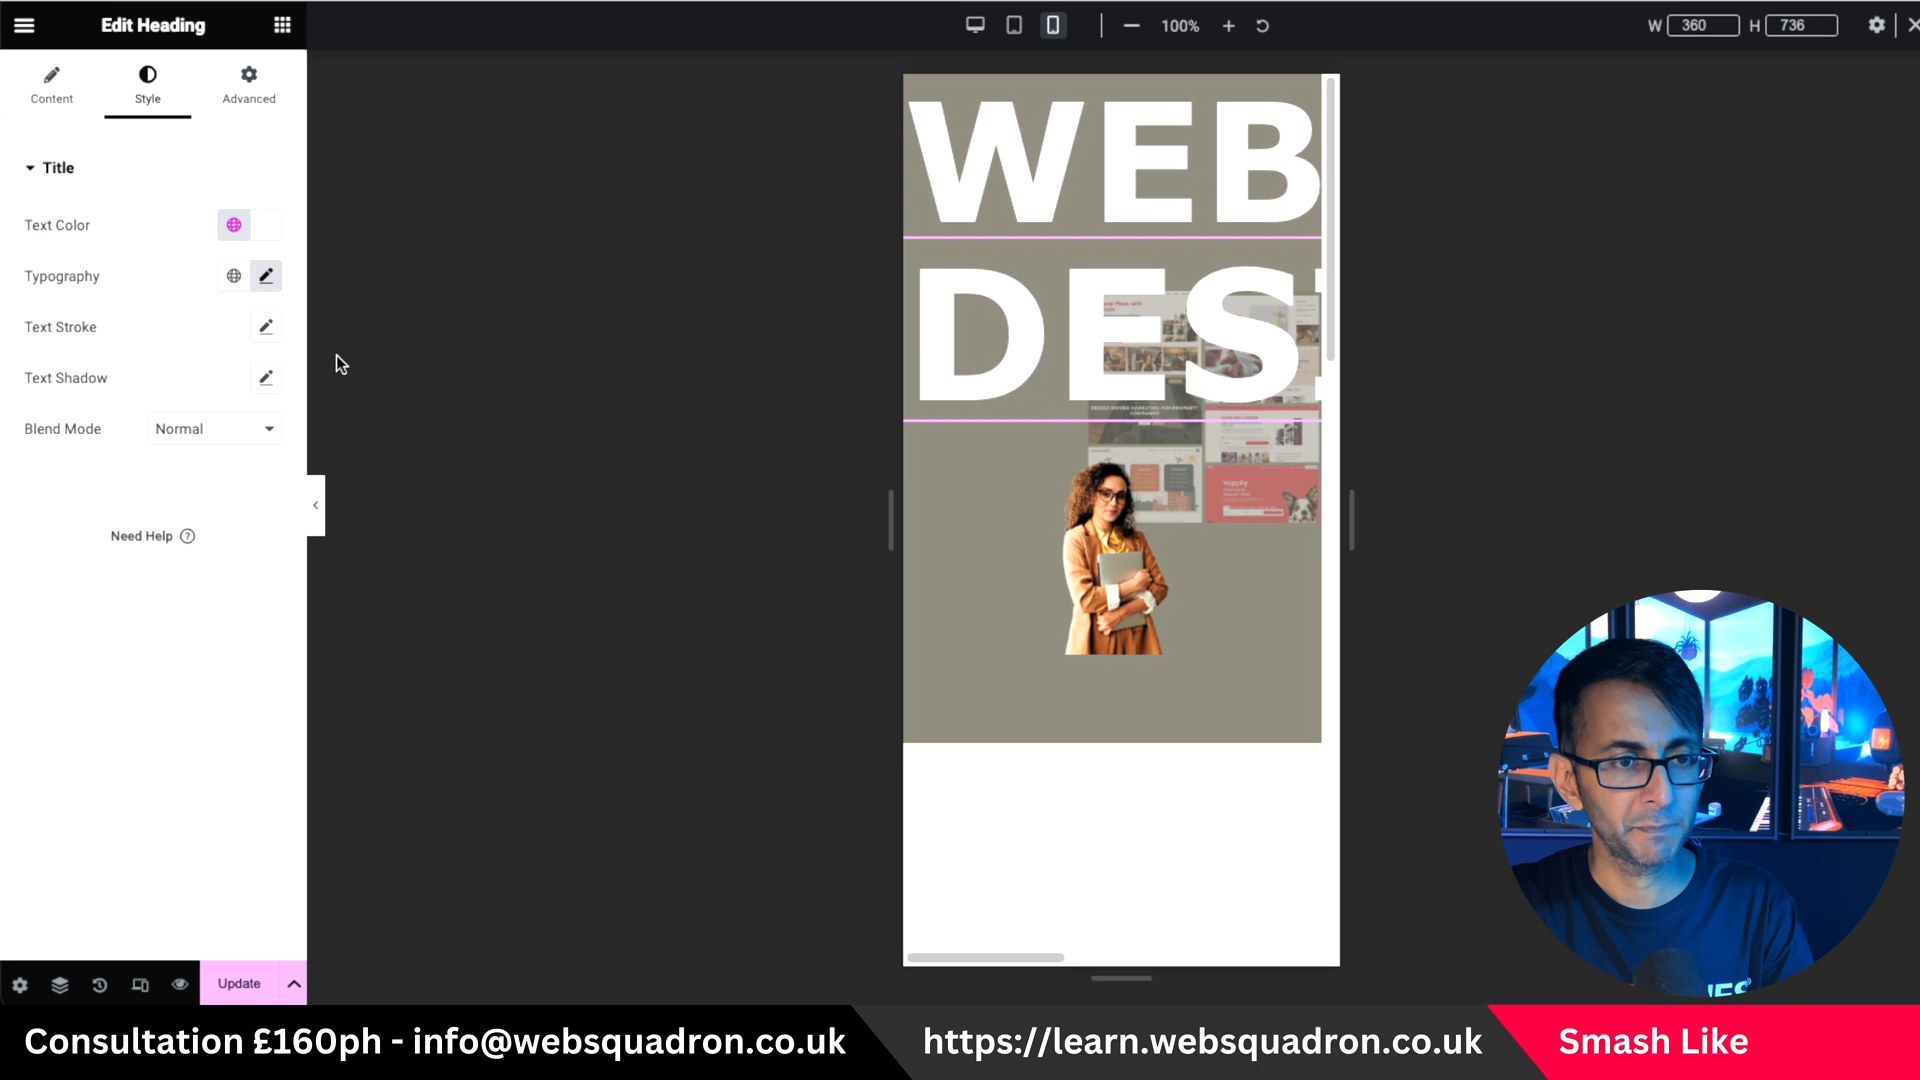 Edit Heading
100%
W 360 H 736
Content Style Advanced
Title
Text Color
Typography
Text Stroke
Text Shadow
Blend Mode Normal
Need Help ?
Update
WEB
DES
Consultation £160ph - info@websquadron.co.uk
https://learn.websquadron.co.uk
Smash Like